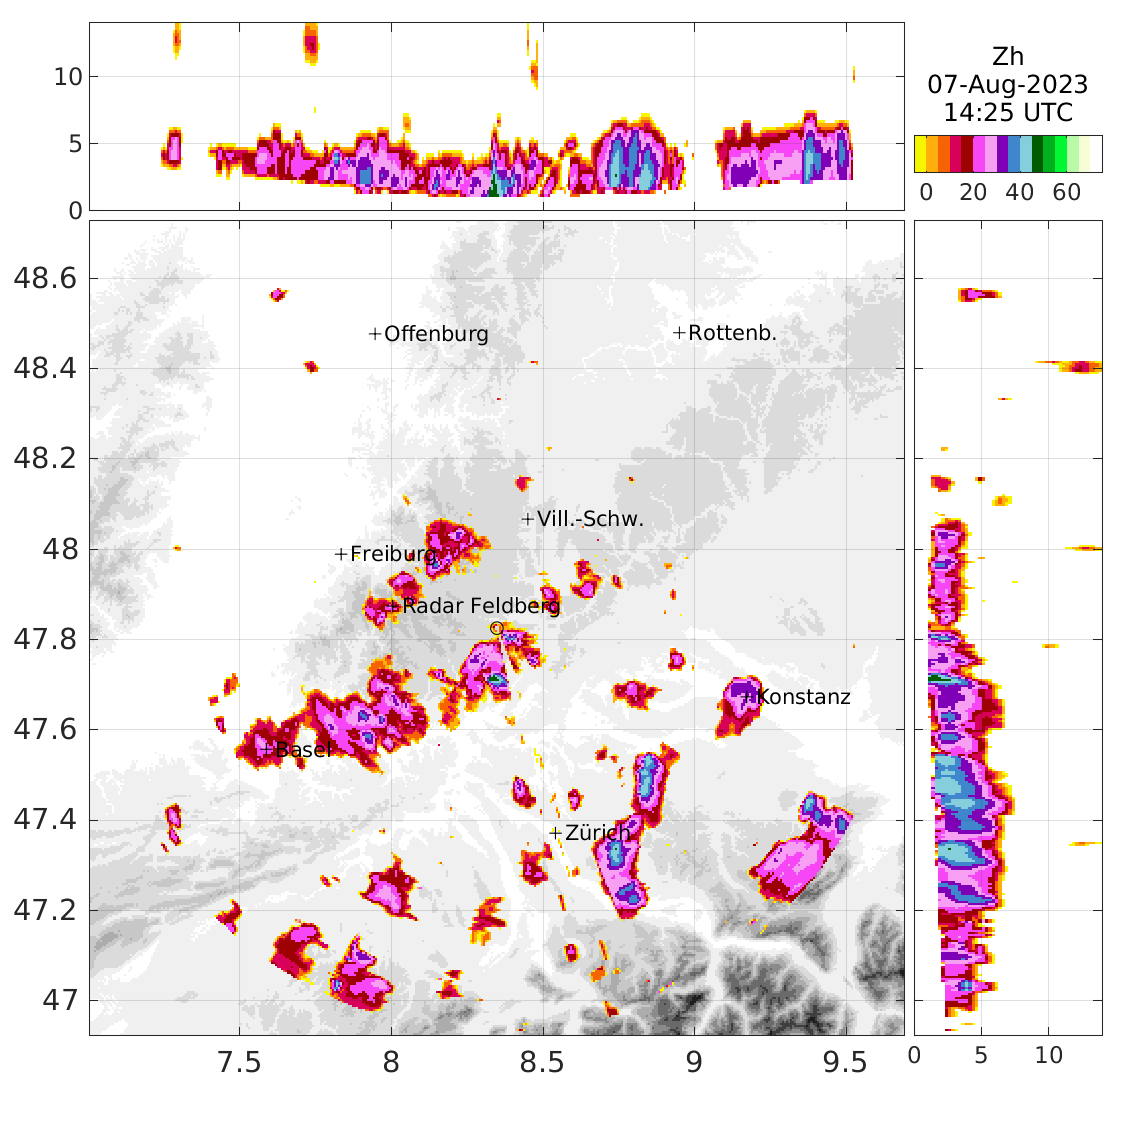 10
5
0
Zh
07-Aug-2023
14:25 UTC
0 20 40 60
48.6
48.4
48.2
48
47.8
47.6
47.4
47.2
47
+Offenburg
+Rottenb.
+Vill.-Schw.
+Freiburg
+Radar Feldberg
+Konstanz
+Basel
+Zürich
7.5 8 8.5 9 9.5
0 5 10